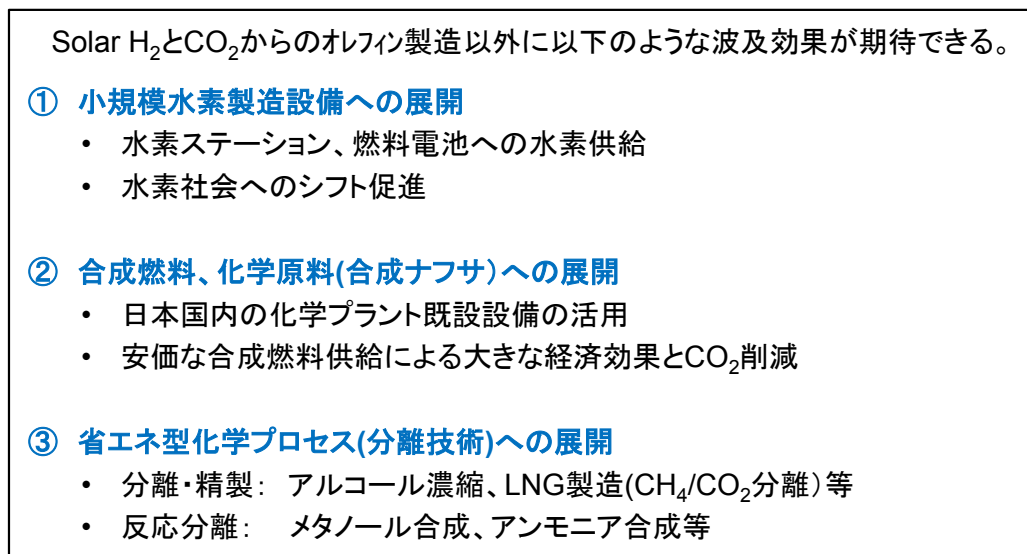 Solar H₂とCO₂からのオレフィン製造以外に以下のような波及効果が期待できる。
① 小規模水素製造設備への展開
• 水素ステーション、燃料電池への水素供給
• 水素社会へのシフト促進
② 合成燃料、化学原料(合成ナフサ）への展開
• 日本国内の化学プラント既設設備の活用
• 安価な合成燃料供給による大きな経済効果とCO₂削減
③ 省エネ型化学プロセス(分離技術)への展開
• 分離・精製： アルコール濃縮、LNG製造(CH₄/CO₂分離）等
• 反応分離： メタノール合成、アンモニア合成等